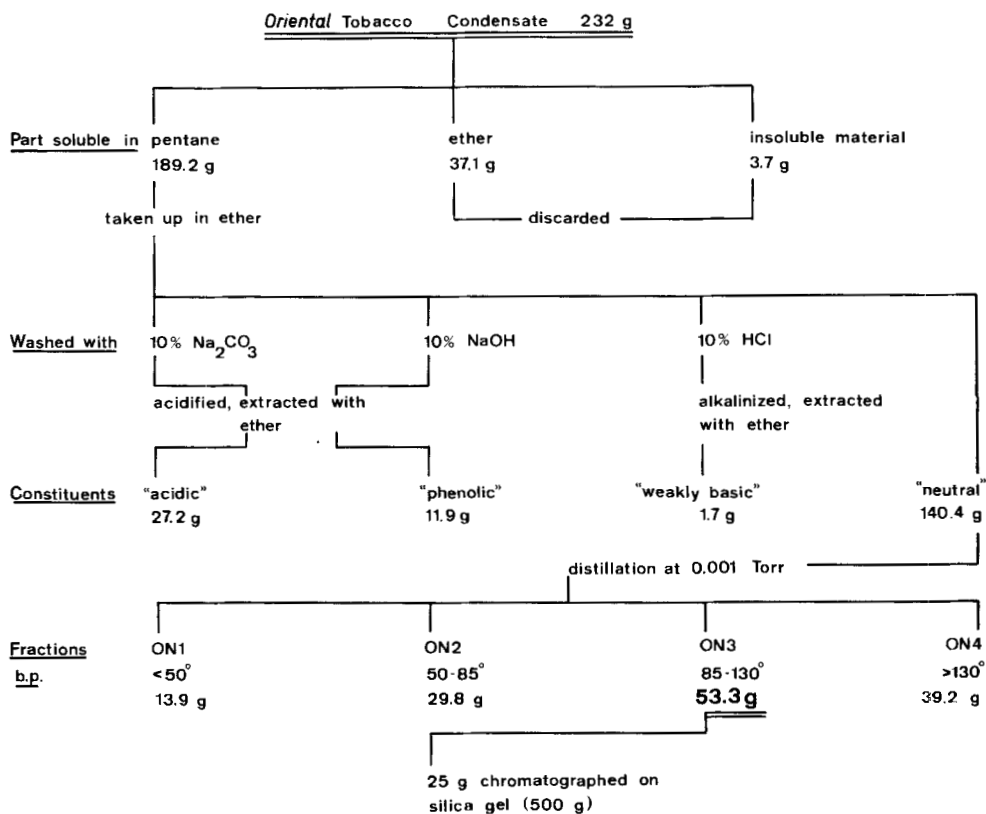 Oriental Tobacco Condensate 232 g
Part soluble in pentane ether insoluble material
189.2 g 37.1 g 3.7 g
taken up in ether discarded
Washed with 10% Na₂CO₃ 10% NaOH 10% HCl
acidified, extracted with alkalinized, extracted
ether with ether
Constituents "acidic" "phenolic" "weakly basic" "neutral"
27.2 g 11.9 g 1.7 g 140.4 g
distillation at 0.001 Torr
Fractions ON1 ON2 ON3 ON4
b.p. <50° 50-85° 85-130° >130°
13.9 g 29.8 g 53.3g 39.2 g
25 g chromatographed on
silica gel (500 g)